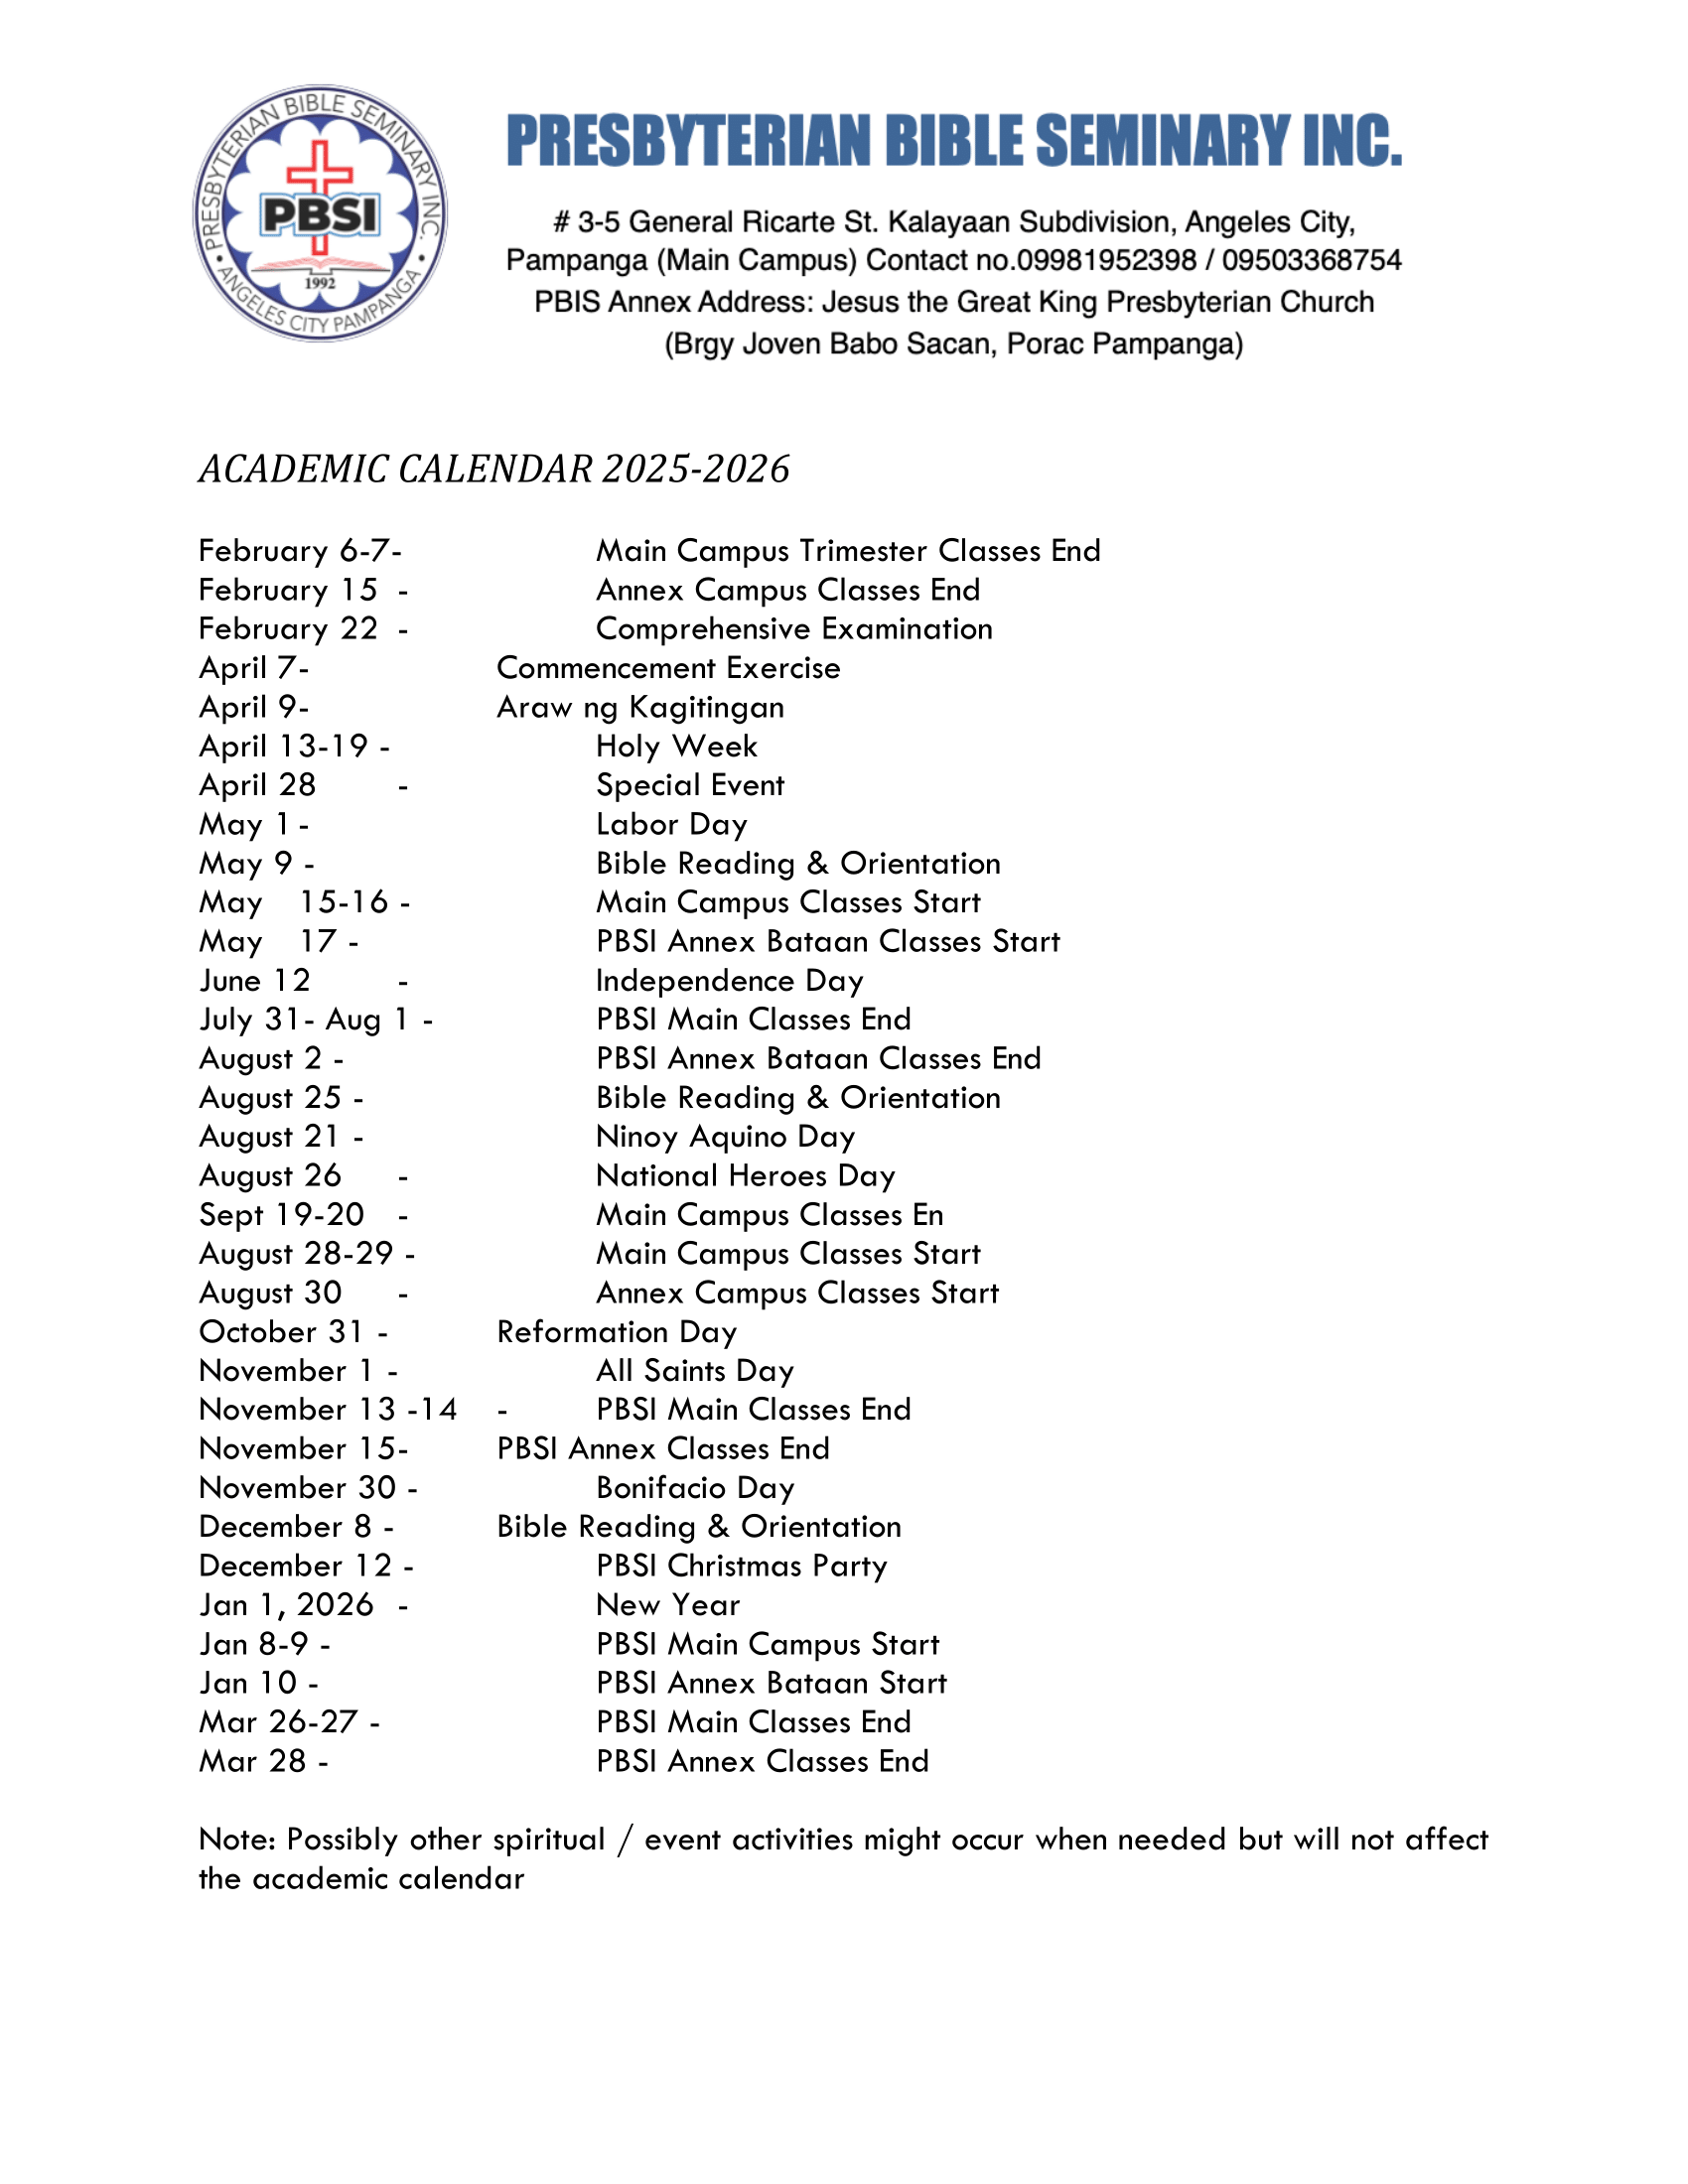 PRESBYTERIAN BIBLE SEMINARY INC.
PBSI
1992
• ANGELES CITY PAMPANGA •
PRESBYTERIAN BIBLE SEMINARY INC.
# 3-5 General Ricarte St. Kalayaan Subdivision, Angeles City,
Pampanga (Main Campus) Contact no.09981952398 / 09503368754
PBIS Annex Address: Jesus the Great King Presbyterian Church
(Brgy Joven Babo Sacan, Porac Pampanga)
ACADEMIC CALENDAR 2025-2026
February 6-7- Main Campus Trimester Classes End
February 15 - Annex Campus Classes End
February 22 - Comprehensive Examination
April 7- Commencement Exercise
April 9- Araw ng Kagitingan
April 13-19 - Holy Week
April 28 - Special Event
May 1 - Labor Day
May 9 - Bible Reading & Orientation
May 15-16 - Main Campus Classes Start
May 17 - PBSI Annex Bataan Classes Start
June 12 - Independence Day
July 31- Aug 1 - PBSI Main Classes End
August 2 - PBSI Annex Bataan Classes End
August 25 - Bible Reading & Orientation
August 21 - Ninoy Aquino Day
August 26 - National Heroes Day
Sept 19-20 - Main Campus Classes En
August 28-29 - Main Campus Classes Start
August 30 - Annex Campus Classes Start
October 31 - Reformation Day
November 1 - All Saints Day
November 13 -14 - PBSI Main Classes End
November 15- PBSI Annex Classes End
November 30 - Bonifacio Day
December 8 - Bible Reading & Orientation
December 12 - PBSI Christmas Party
Jan 1, 2026 - New Year
Jan 8-9 - PBSI Main Campus Start
Jan 10 - PBSI Annex Bataan Start
Mar 26-27 - PBSI Main Classes End
Mar 28 - PBSI Annex Classes End
Note: Possibly other spiritual / event activities might occur when needed but will not affect
the academic calendar